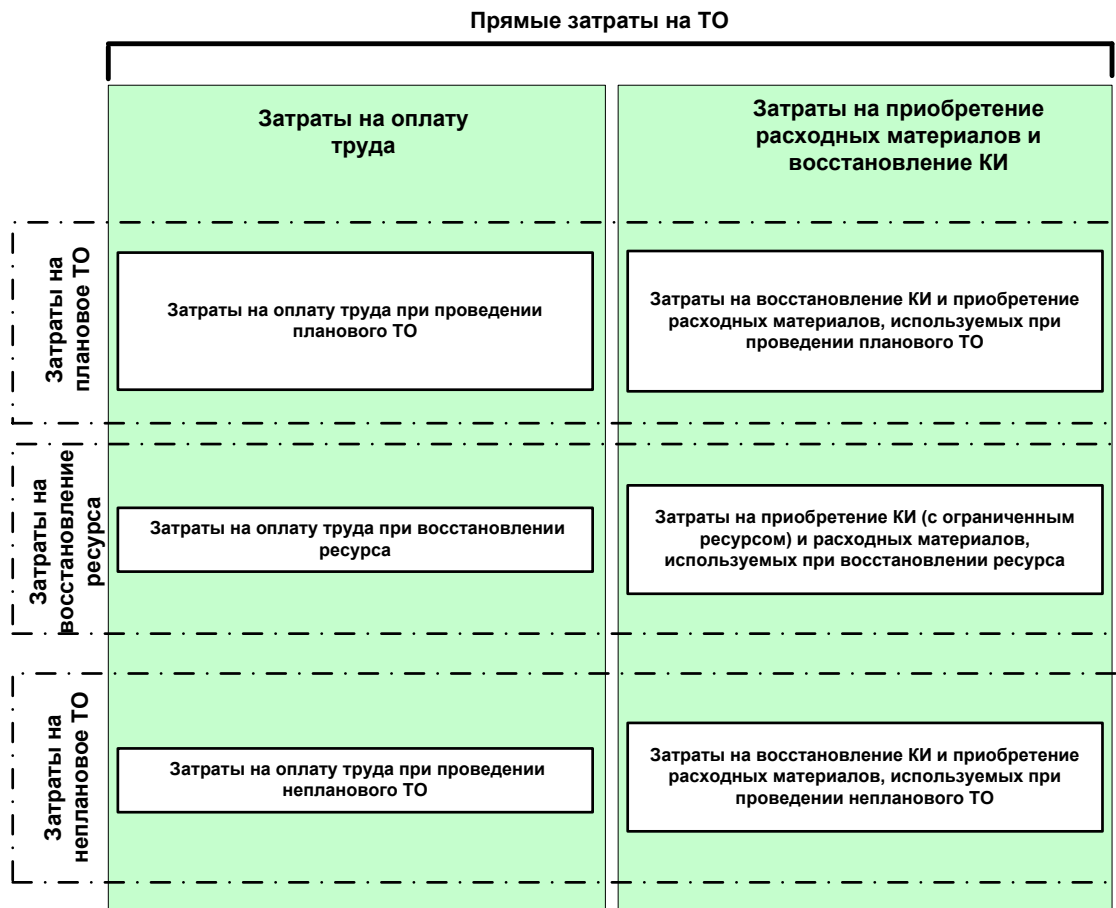 Прямые затраты на ТО
Затраты на оплату
труда
Затраты на приобретение
расходных материалов и
восстановление КИ
Затраты на
плановое ТО
Затраты на оплату труда при проведении
планового ТО
Затраты на восстановление КИ и приобретение
расходных материалов, используемых при
проведении планового ТО
Затраты на
восстановление
ресурса
Затраты на оплату труда при восстановлении
ресурса
Затраты на приобретение КИ (с ограниченным
ресурсом) и расходных материалов,
используемых при восстановлении ресурса
Затраты на
неплановое ТО
Затраты на оплату труда при проведении
непланового ТО
Затраты на восстановление КИ и приобретение
расходных материалов, используемых при
проведении непланового ТО